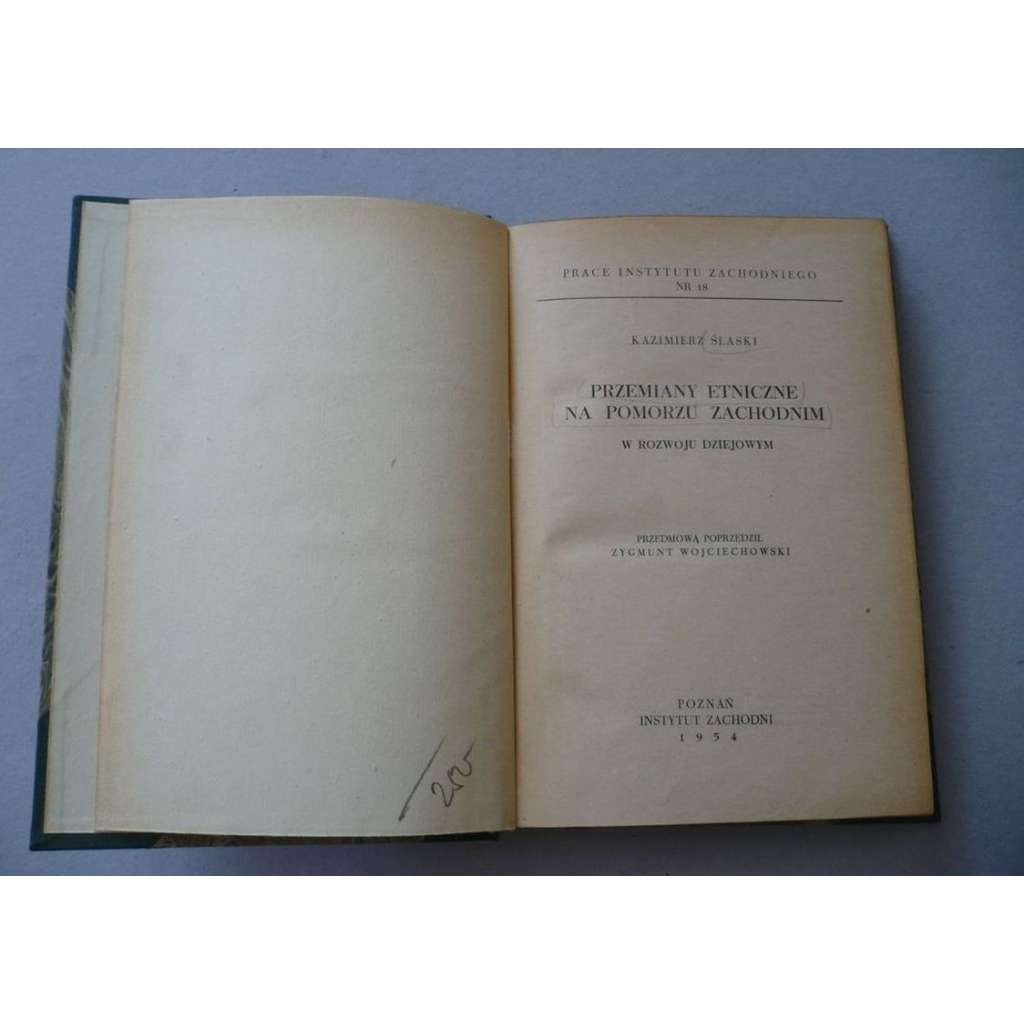 250
PRACE INSTYTUTU ZACHODNIEGO
NR 18
KAZIMIERZ ŚLASKI
PRZEMIANY ETNICZNE
NA POMORZU ZACHODNIM
W ROZWOJU DZIEJOWYM
PRZEDMOWĄ POPRZEDZIŁ
ZYGMUNT WOJCIECHOWSKI
POZNAŃ
INSTYTUT ZACHODNI
1954